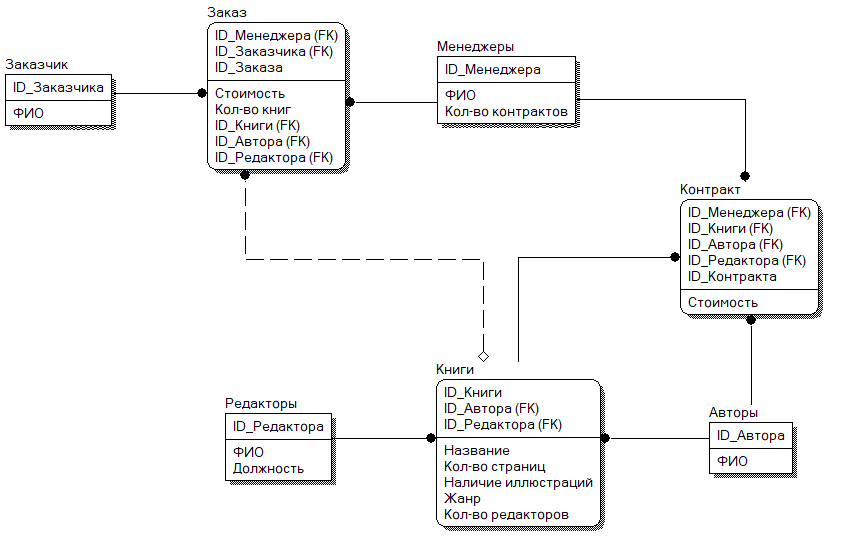 Заказ
ID_Менеджера (FK)
ID_Заказчика (FK)
ID_Заказа
Стоимость
Кол-во книг
ID_Книги (FK)
ID_Автора (FK)
ID_Редактора (FK)
Заказчик
ID_Заказчика
ФИО
Менеджеры
ID_Менеджера
ФИО
Кол-во контрактов
Контракт
ID_Менеджера (FK)
ID_Книги (FK)
ID_Автора (FK)
ID_Редактора (FK)
ID_Контракта
Стоимость
Книги
ID_Книги
ID_Автора (FK)
ID_Редактора (FK)
Название
Кол-во страниц
Наличие иллюстраций
Жанр
Кол-во редакторов
Редакторы
ID_Редактора
ФИО
Должность
Авторы
ID_Автора
ФИО